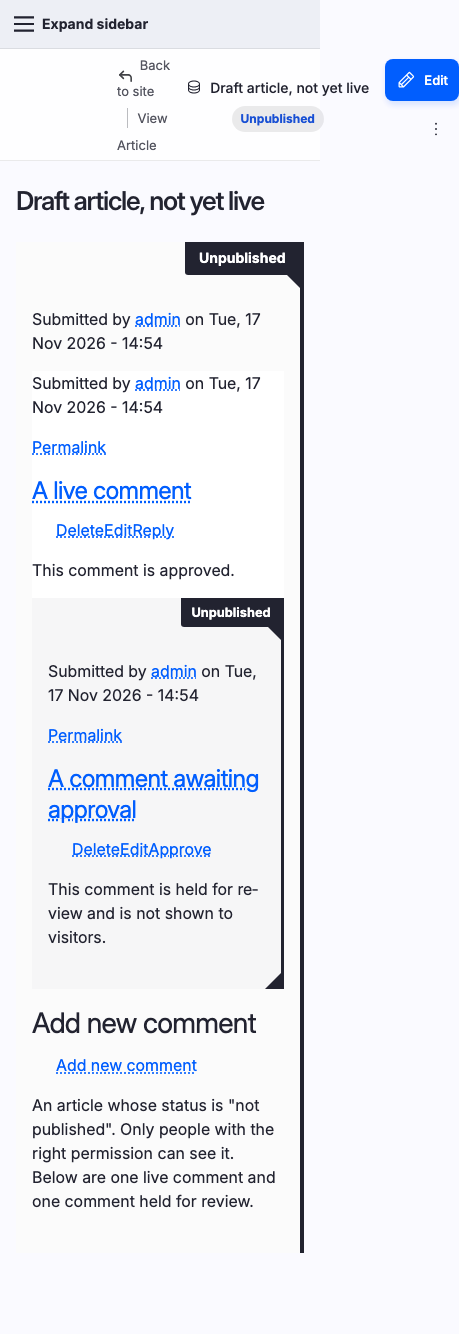 Expand sidebar
Back
to site
View
Article
Draft article, not yet live
Unpublished
Edit
Draft article, not yet live
Unpublished
Submitted by admin on Tue, 17
Nov 2026 - 14:54
Submitted by admin on Tue, 17
Nov 2026 - 14:54
Permalink
A live comment
DeleteEditReply
This comment is approved.
Unpublished
Submitted by admin on Tue,
17 Nov 2026 - 14:54
Permalink
A comment awaiting
approval
DeleteEditApprove
This comment is held for re-
view and is not shown to
visitors.
Add new comment
Add new comment
An article whose status is "not
published". Only people with the
right permission can see it.
Below are one live comment and
one comment held for review.